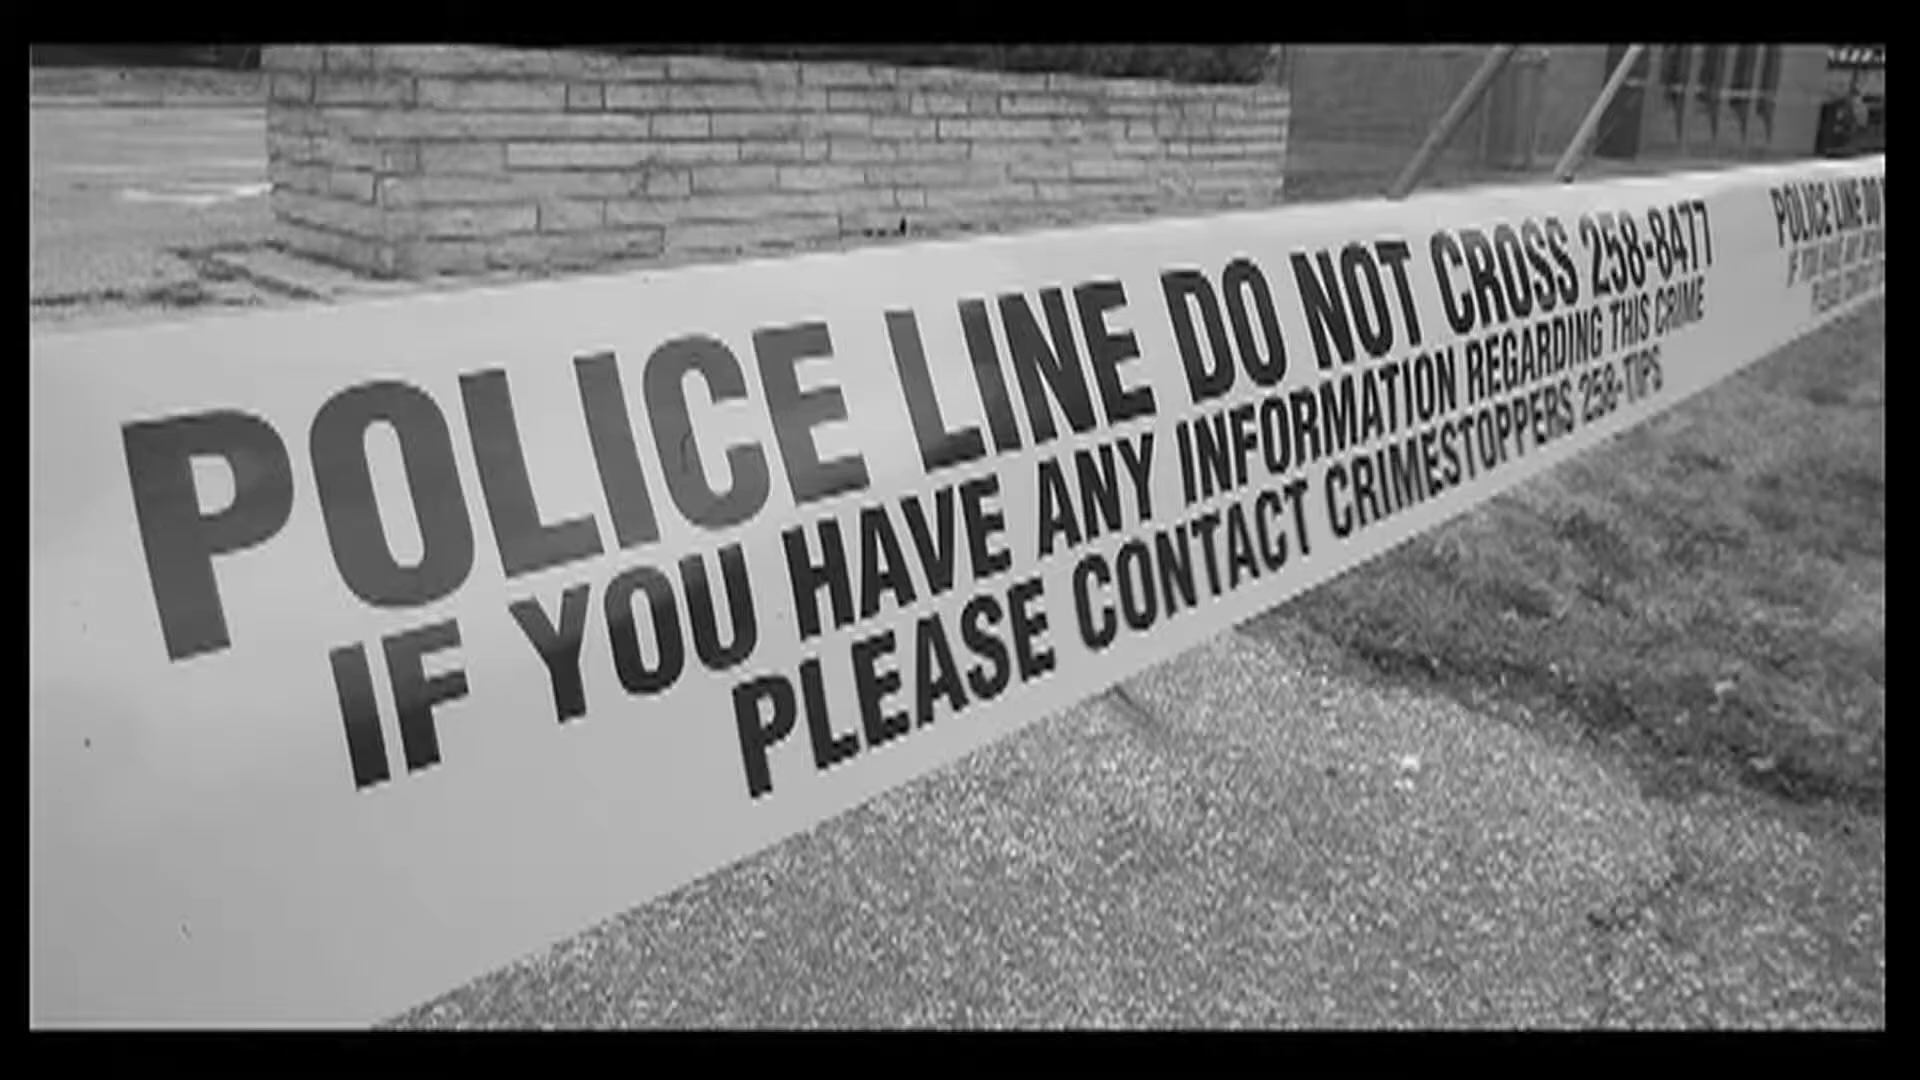 POLICE LINE DO NOT CROSS 258-8477
IF YOU HAVE ANY INFORMATION REGARDING THIS CRIME
PLEASE CONTACT CRIMESTOPPERS 258-TIPS
POLICE LINE DO